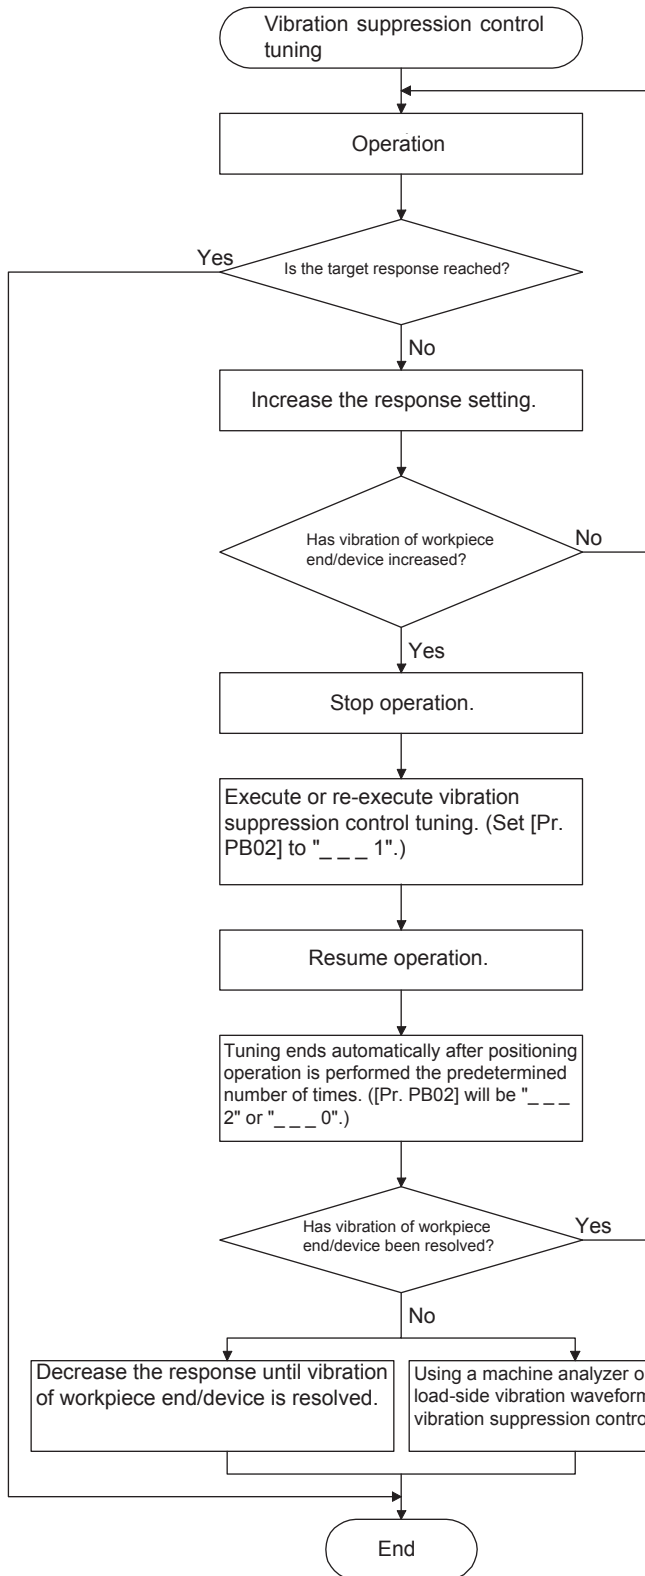 Vibration suppression control
tuning
Operation
Yes
Is the target response reached?
No
Increase the response setting.
Has vibration of workpiece
end/device increased?
No
Yes
Stop operation.
Execute or re-execute vibration
suppression control tuning. (Set [Pr.
PB02] to "_ _ _ 1".)
Resume operation.
Tuning ends automatically after positioning
operation is performed the predetermined
number of times. ([Pr. PB02] will be "_ _ _
2" or "_ _ _ 0".)
Has vibration of workpiece
end/device been resolved?
Yes
No
Decrease the response until vibration
of workpiece end/device is resolved.
Using a machine analyzer o
load-side vibration waveform
vibration suppression contro
End